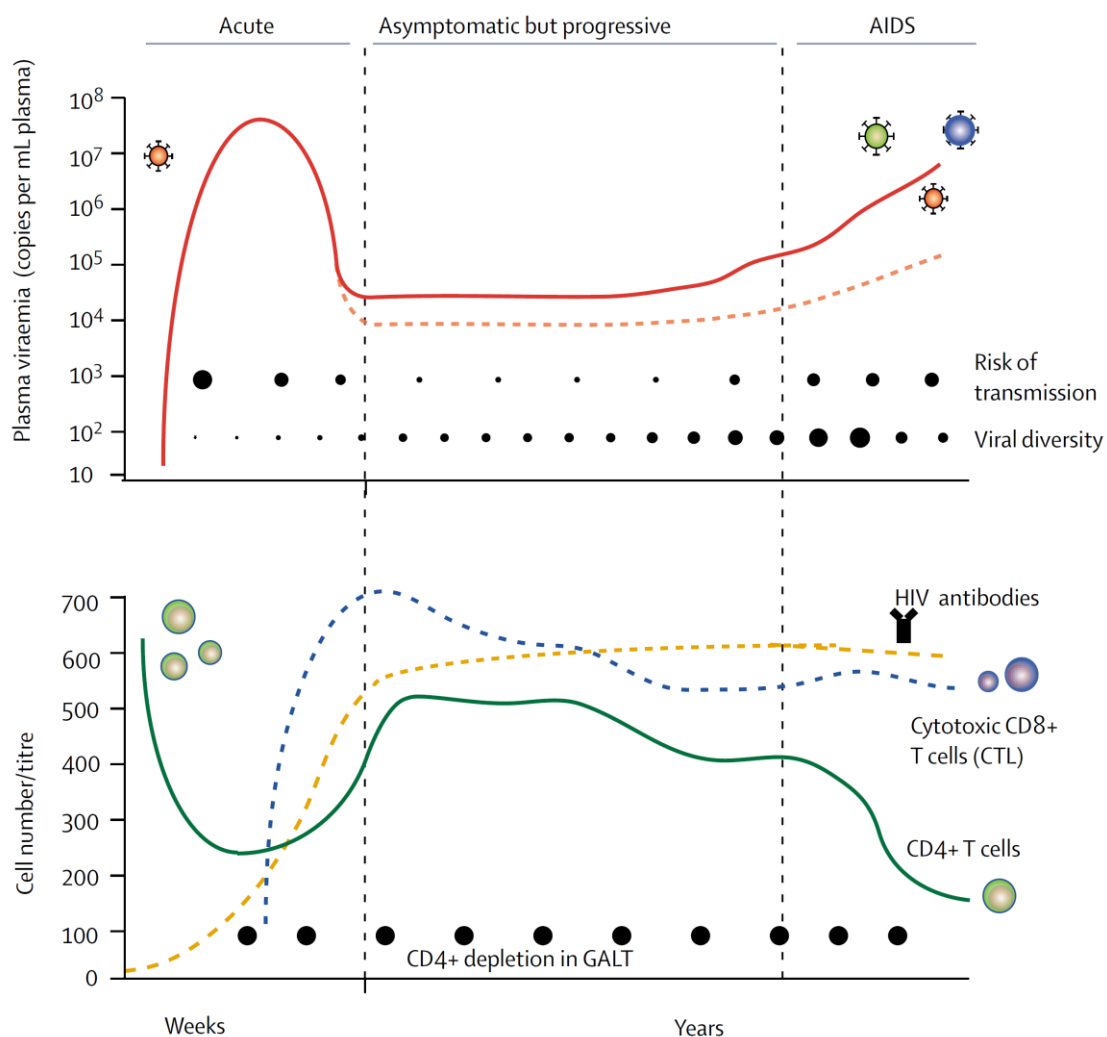 Acute
Asymptomatic but progressive
AIDS
Plasma viraemia (copies per mL plasma)
10⁸
10⁷
10⁶
10⁵
10⁴
10³
10²
10
Risk of
transmission
Viral diversity
Cell number/titre
700
600
500
400
300
200
100
0
HIV antibodies
Cytotoxic CD8+
T cells (CTL)
CD4+ T cells
CD4+ depletion in GALT
Weeks
Years